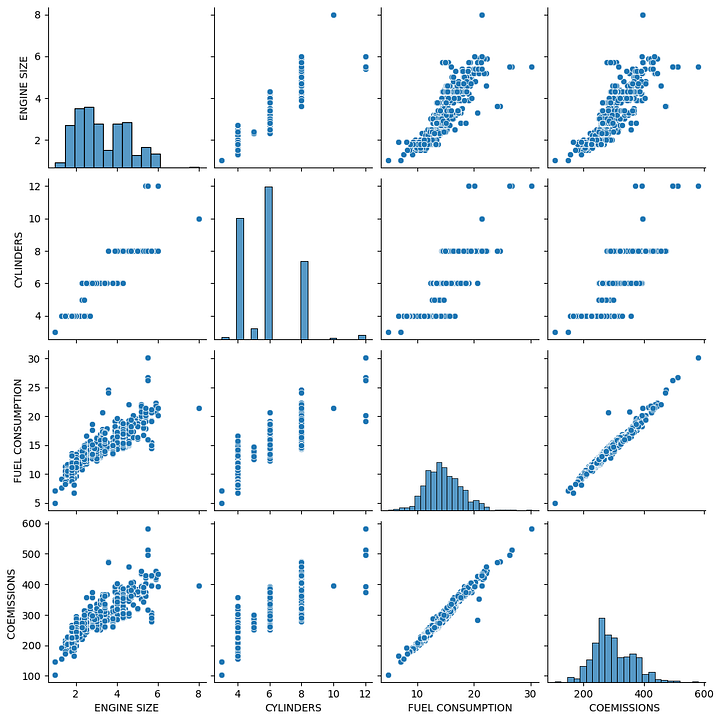 8
6
4
2
ENGINE SIZE
12
10
8
6
4
CYLINDERS
30
25
20
15
10
5
FUEL CONSUMPTION
600
500
400
300
200
100
COEMISSIONS
2 4 6 8
ENGINE SIZE
4 6 8 10 12
CYLINDERS
10 20 30
FUEL CONSUMPTION
200 400 600
COEMISSIONS